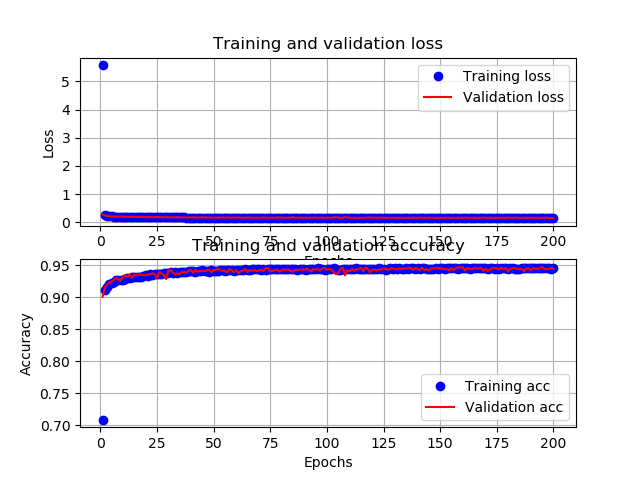 Training and validation loss
5
4
3
2
1
0
Loss
Training loss
Validation loss
0 25 50 75 100 125 150 175 200
Epochs
Training and validation accuracy
0.95
0.90
0.85
0.80
0.75
0.70
Accuracy
Training acc
Validation acc
0 25 50 75 100 125 150 175 200
Epochs